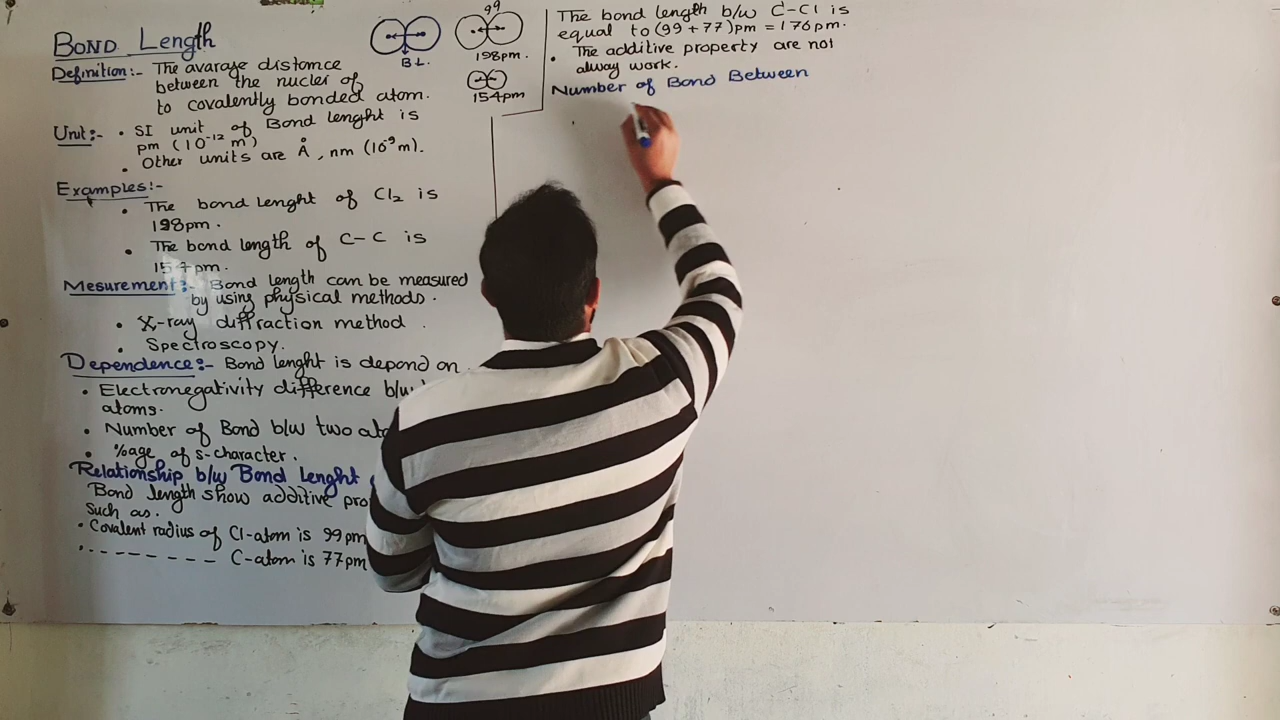 BOND Length
Definition:- The avarage distance
between the nuclei of
to covalently bonded atom.
B.L.
99
198pm.
154pm
Unit:- • SI unit of Bond lenght is
pm (10⁻¹² m)
• Other units are Å, nm (10⁻⁹m).
Examples:-
• The bond Lenght of Cl₂ is
198pm.
• The bond length of C-C is
154pm.
Mesurement:- Bond length can be measured
by using physical methods.
• X-ray diffraction method.
• Spectroscopy.
Dependence:- Bond lenght is depend on
• Electronegativity difference b/w
atoms.
• Number of Bond b/w two
• %age of s-character.
Relationship b/w Bond Lenght
Bond length show additive
Such as.
• Covalent radius of Cl-atom is 99pm
• -------- C-atom is 77pm
The bond length b/w C-Cl is
equal to (99+77)pm = 176pm.
• The additive property are not
alway work.
Number of Bond Between